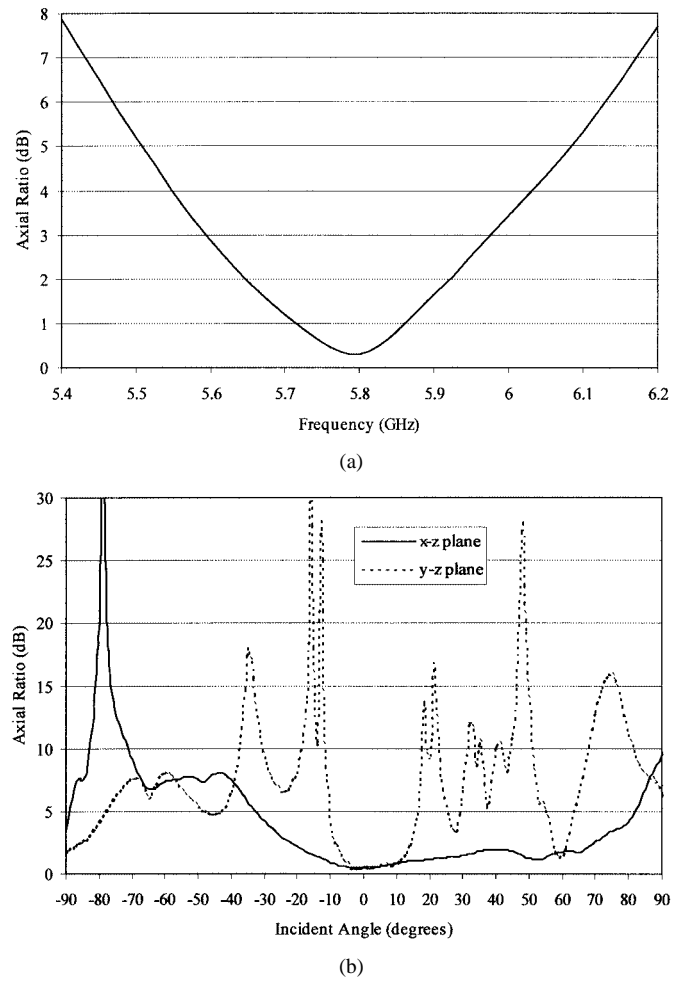 8
7
6
5
4
3
2
1
0
Axial Ratio (dB)
5.4 5.5 5.6 5.7 5.8 5.9 6 6.1 6.2
Frequency (GHz)
(a)
30
25
20
15
10
5
0
Axial Ratio (dB)
x-z plane
y-z plane
-90 -80 -70 -60 -50 -40 -30 -20 -10 0 10 20 30 40 50 60 70 80 90
Incident Angle (degrees)
(b)